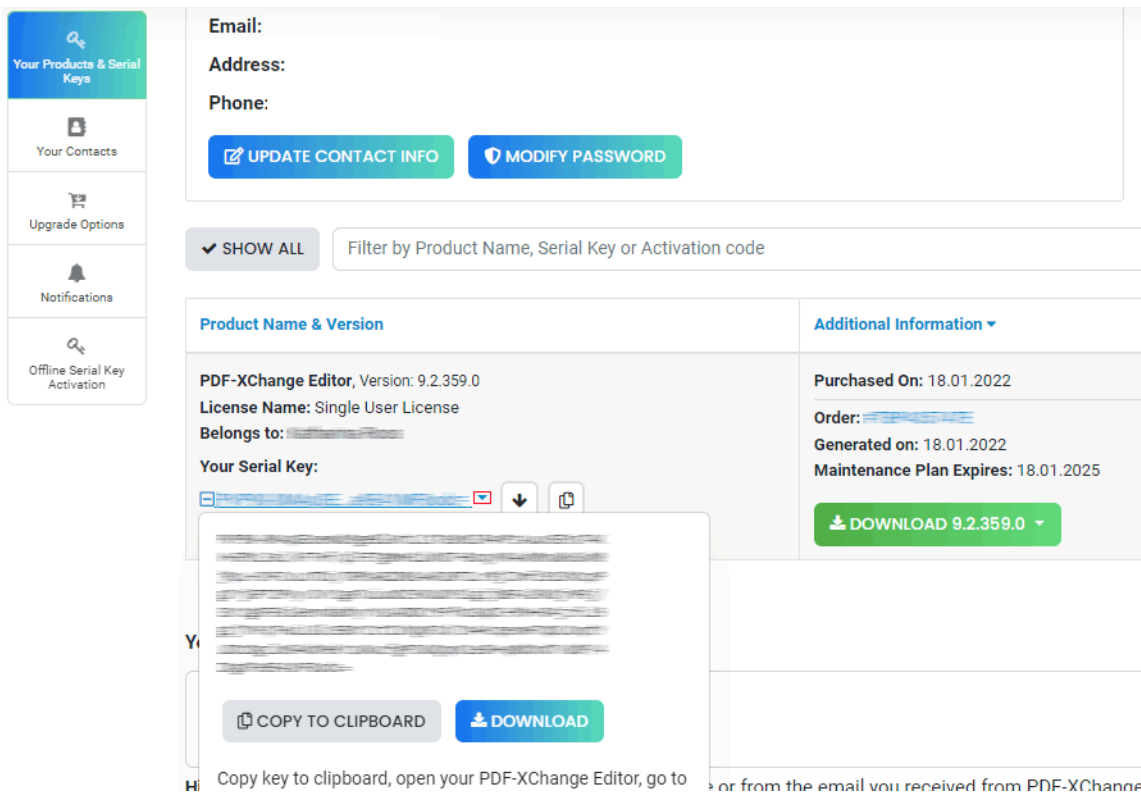 Your Products & Serial
Keys
Your Contacts
Upgrade Options
Notifications
Offline Serial Key
Activation
Email:
Address:
Phone:
UPDATE CONTACT INFO
MODIFY PASSWORD
SHOW ALL
Filter by Product Name, Serial Key or Activation code
Product Name & Version
Additional Information
PDF-XChange Editor, Version: 9.2.359.0
License Name: Single User License
Belongs to:
Your Serial Key:
Purchased On: 18.01.2022
Order:
Generated on: 18.01.2022
Maintenance Plan Expires: 18.01.2025
DOWNLOAD 9.2.359.0
COPY TO CLIPBOARD
DOWNLOAD
Copy key to clipboard, open your PDF-XChange Editor, go to
or from the email you received from PDF-XChange